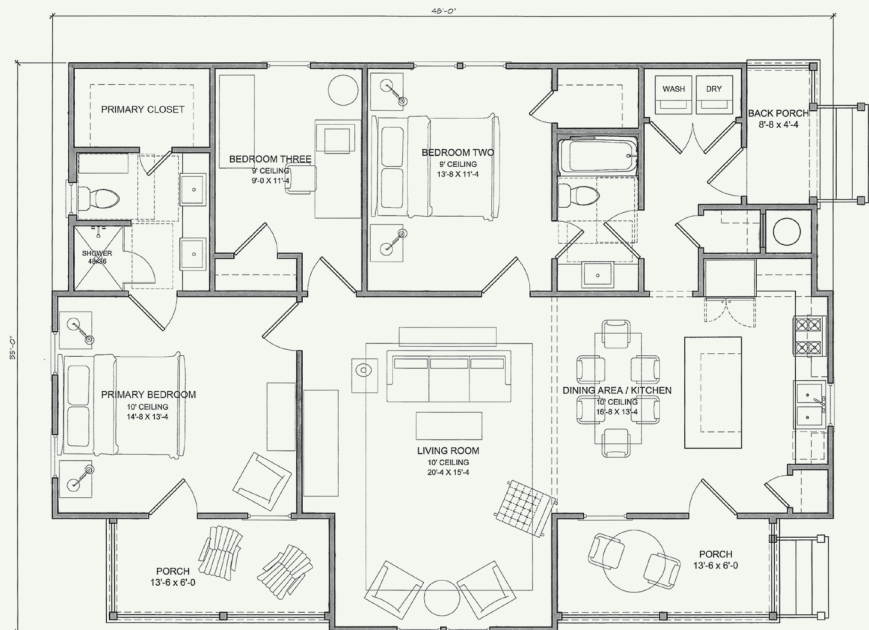 48'-0"
PRIMARY CLOSET
WASH
DRY
BACK PORCH
8'-8 x 4'-4
BEDROOM THREE
9' CEILING
9'-0 X 11'-4
BEDROOM TWO
9' CEILING
13'-8 X 11'-4
SHOWER
48x36
35'-0"
PRIMARY BEDROOM
10' CEILING
14'-8 X 13'-4
DINING AREA / KITCHEN
10' CEILING
16'-8 X 13'-4
LIVING ROOM
10' CEILING
20'-4 X 15'-4
PORCH
13'-6 x 6'-0
PORCH
13'-6 x 6'-0